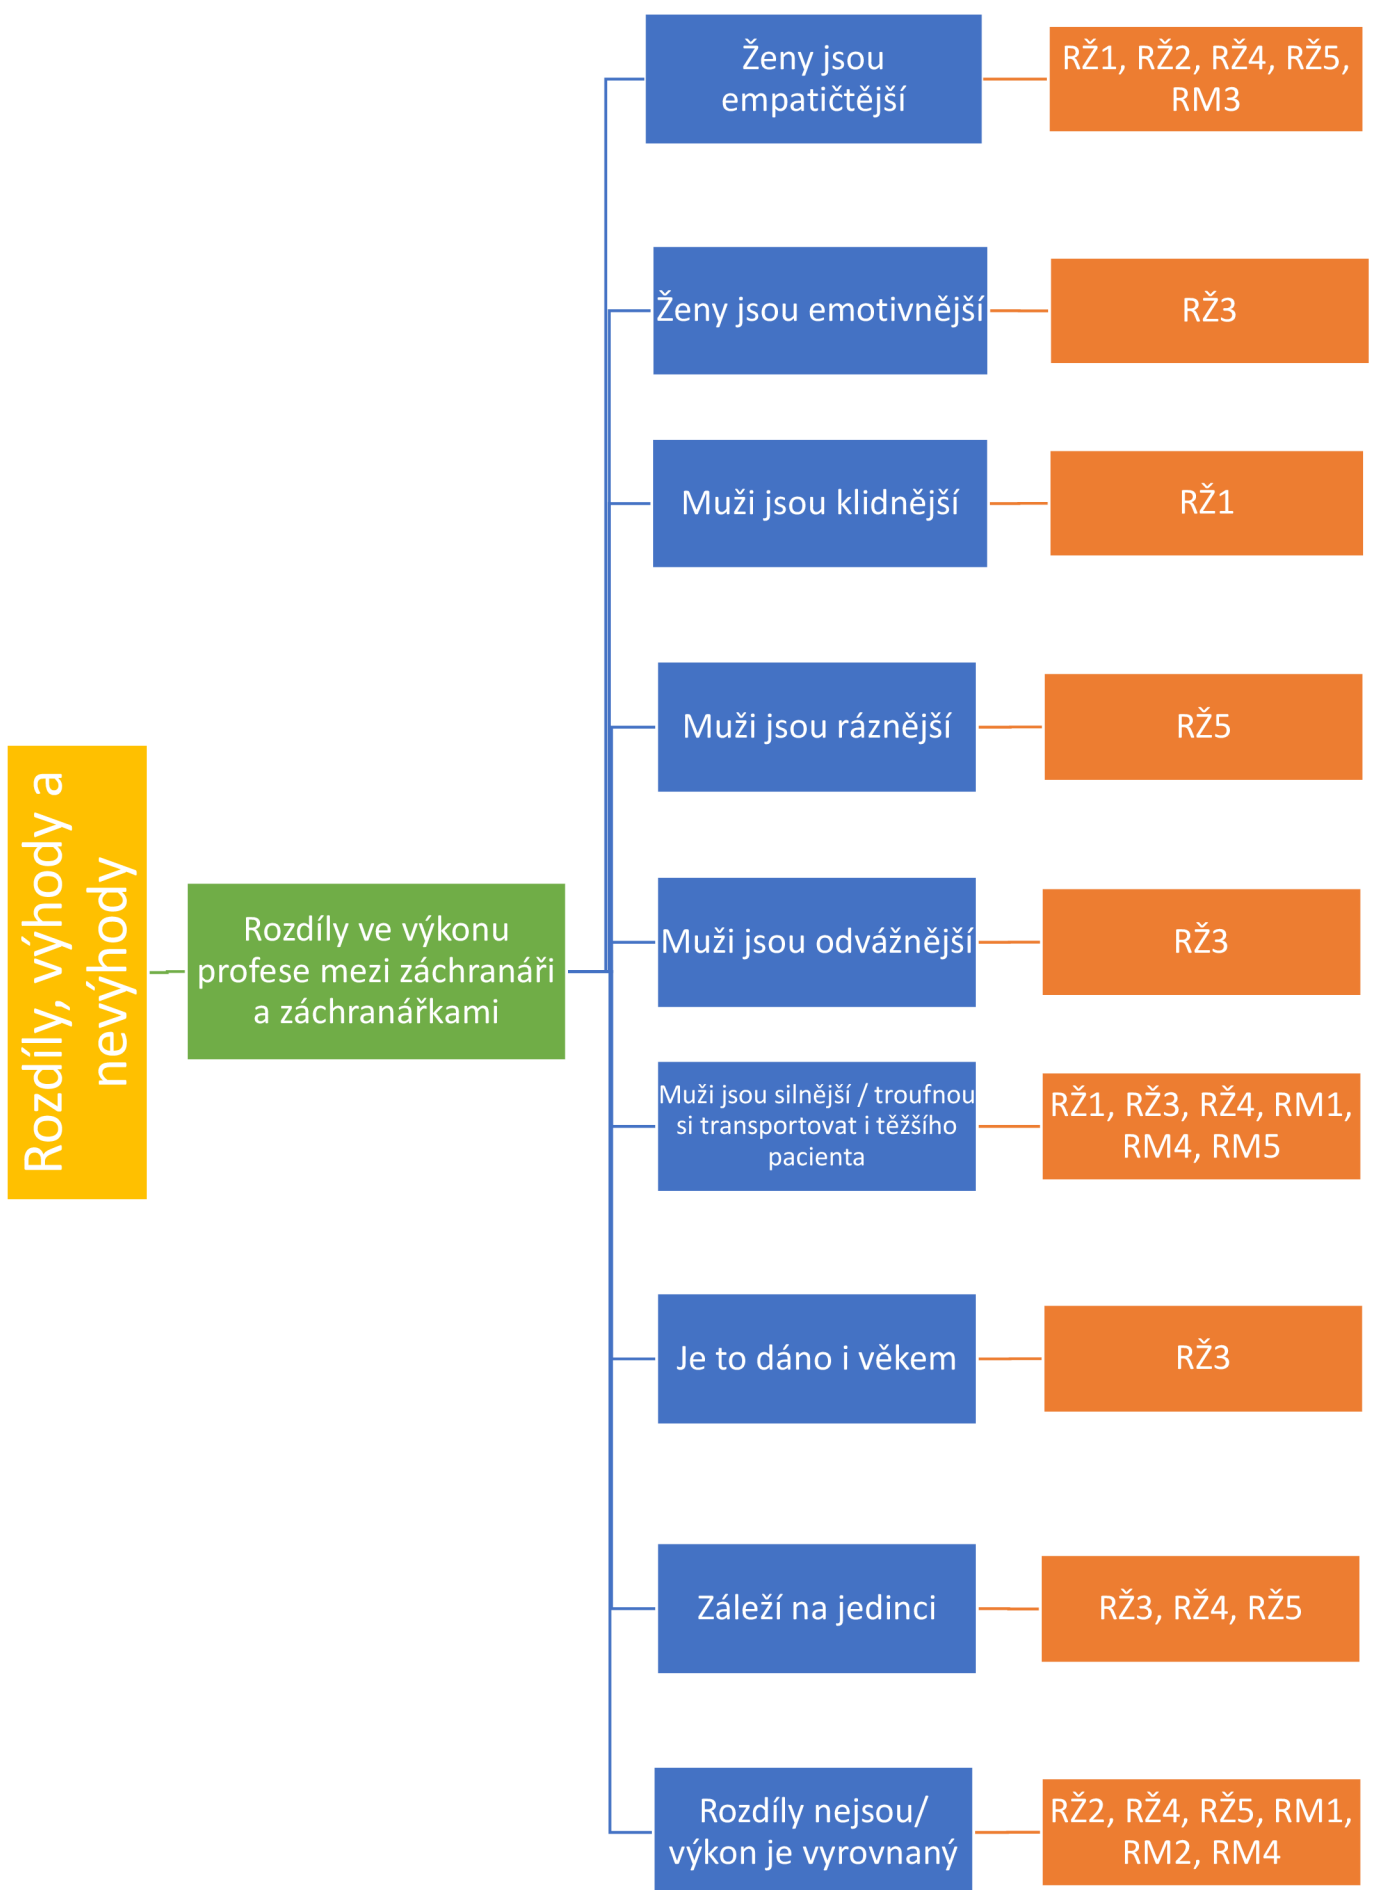 Rozdíly, výhody a
nevýhody
Rozdíly ve výkonu
profese mezi záchranáři
a záchranářkami
Ženy jsou
empatičtější
RŽ1, RŽ2, RŽ4, RŽ5,
RM3
Ženy jsou emotivnější
RŽ3
Muži jsou klidnější
RŽ1
Muži jsou ráznější
RŽ5
Muži jsou odvážnější
RŽ3
Muži jsou silnější / troufnou
si transportovat i těžšího
pacienta
RŽ1, RŽ3, RŽ4, RM1,
RM4, RM5
Je to dáno i věkem
RŽ3
Záleží na jedinci
RŽ3, RŽ4, RŽ5
Rozdíly nejsou/
výkon je vyrovnaný
RŽ2, RŽ4, RŽ5, RM1,
RM2, RM4